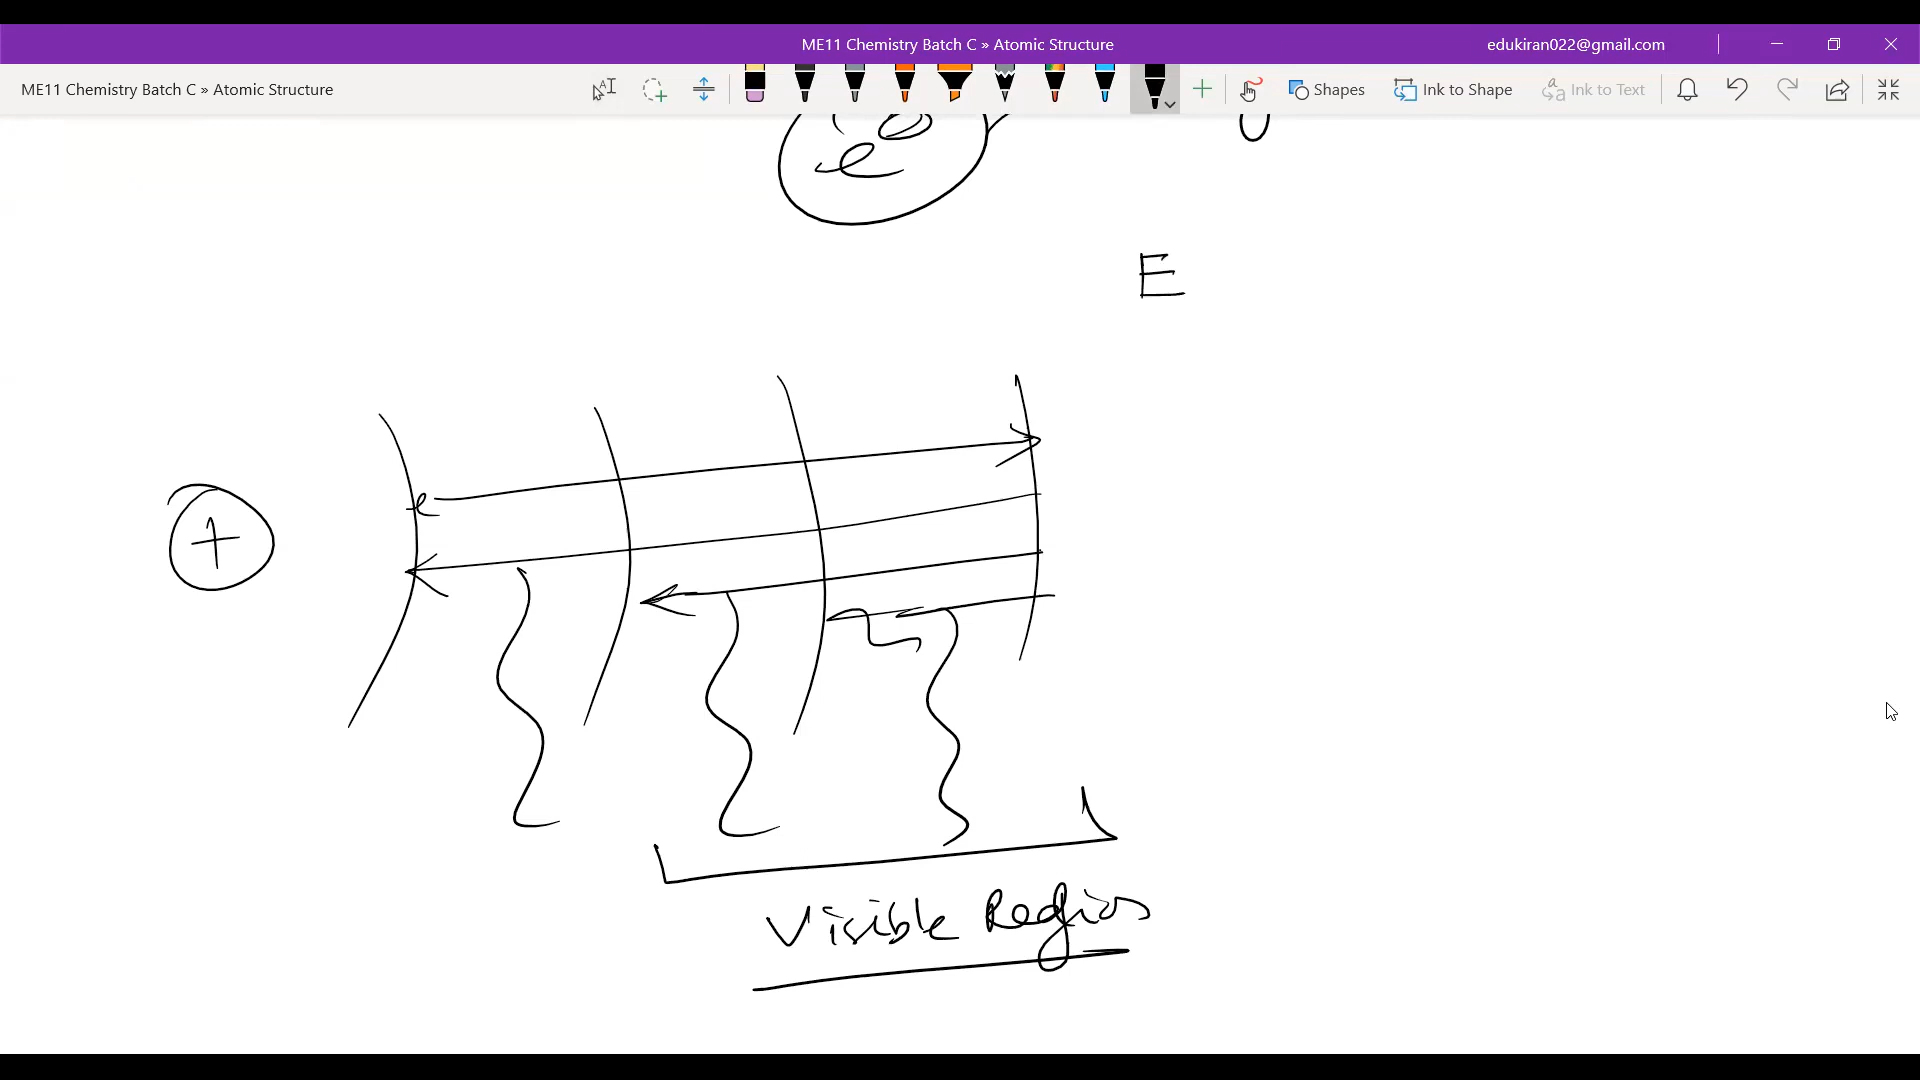 ME11 Chemistry Batch C » Atomic Structure
edukiran022@gmail.com
ME11 Chemistry Batch C » Atomic Structure
Shapes
Ink to Shape
Ink to Text
e
E
e
+
Visible Region